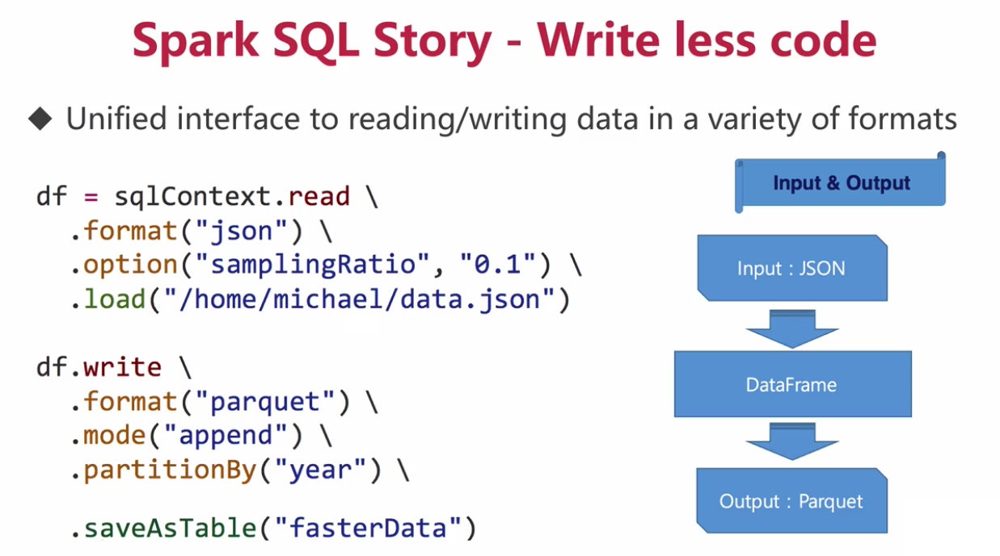 Spark SQL Story - Write less code
◆ Unified interface to reading/writing data in a variety of formats
df = sqlContext.read \
.format("json") \
.option("samplingRatio", "0.1") \
.load("/home/michael/data.json")
df.write \
.format("parquet") \
.mode("append") \
.partitionBy("year") \
.saveAsTable("fasterData")
Input & Output
Input : JSON
DataFrame
Output : Parquet